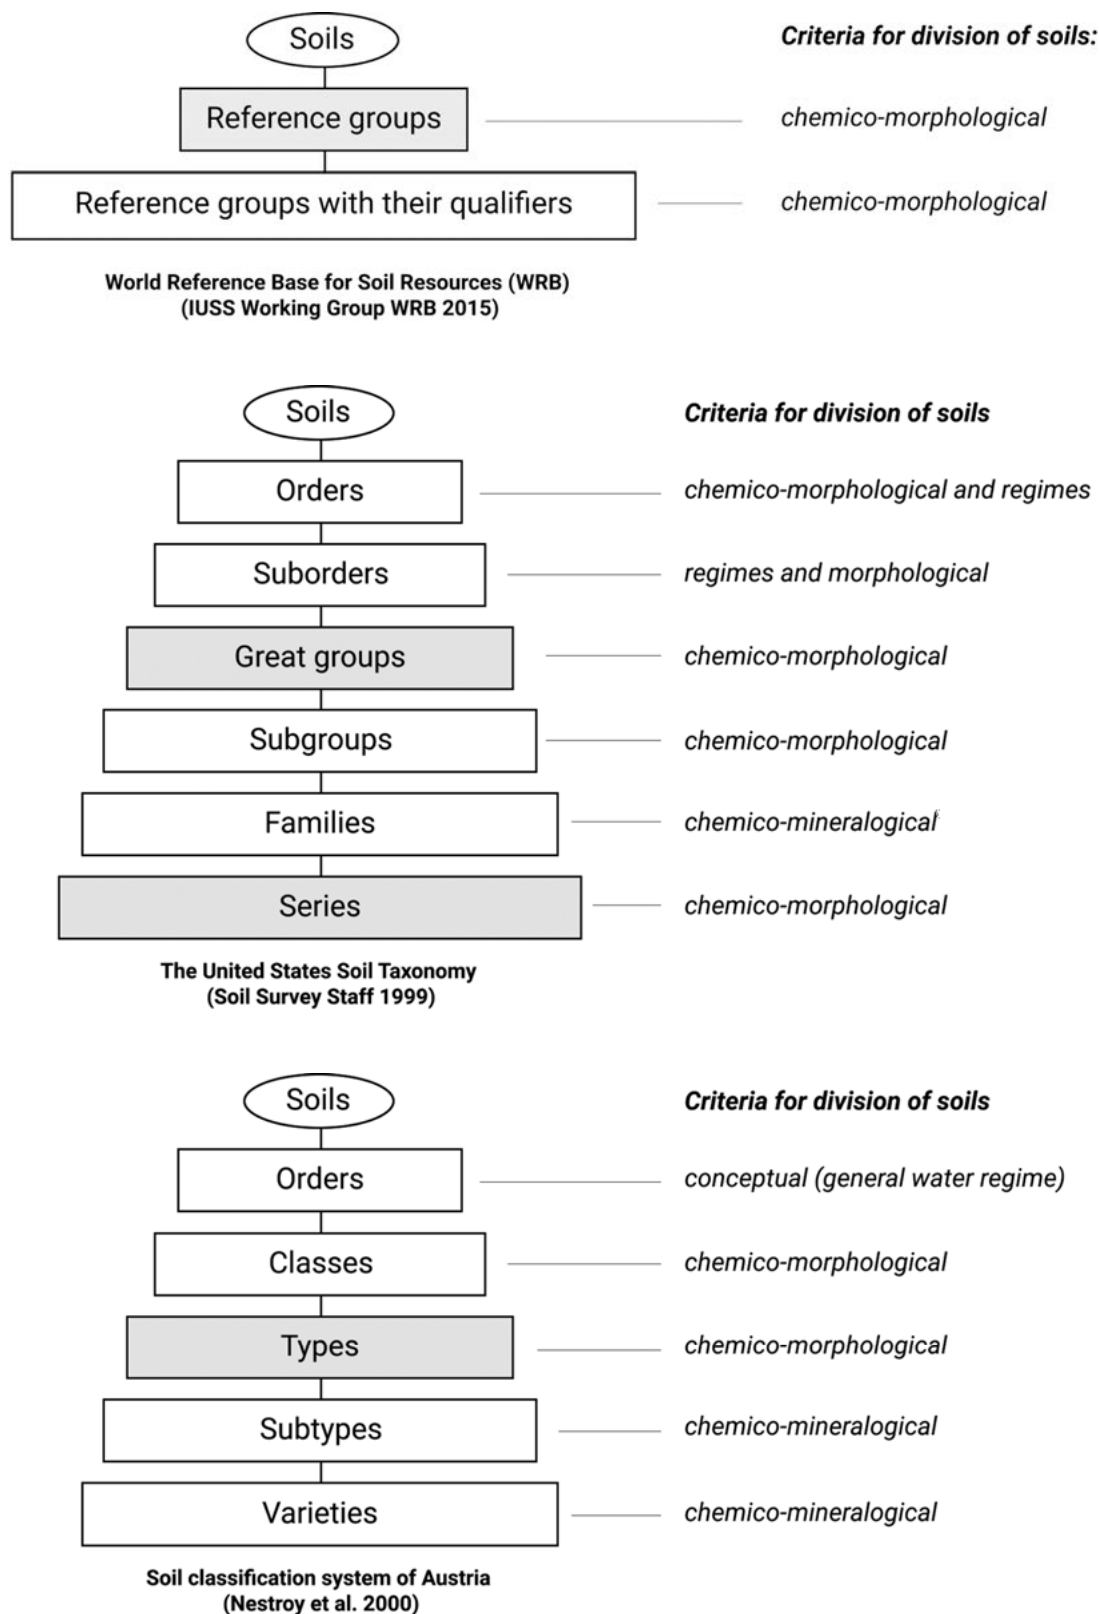 Soils
Criteria for division of soils:
Reference groups
chemico-morphological
Reference groups with their qualifiers
chemico-morphological
World Reference Base for Soil Resources (WRB)
(IUSS Working Group WRB 2015)
Soils
Criteria for division of soils
Orders
chemico-morphological and regimes
Suborders
regimes and morphological
Great groups
chemico-morphological
Subgroups
chemico-morphological
Families
chemico-mineralogical
Series
chemico-morphological
The United States Soil Taxonomy
(Soil Survey Staff 1999)
Soils
Criteria for division of soils
Orders
conceptual (general water regime)
Classes
chemico-morphological
Types
chemico-morphological
Subtypes
chemico-mineralogical
Varieties
chemico-mineralogical
Soil classification system of Austria
(Nestroy et al. 2000)